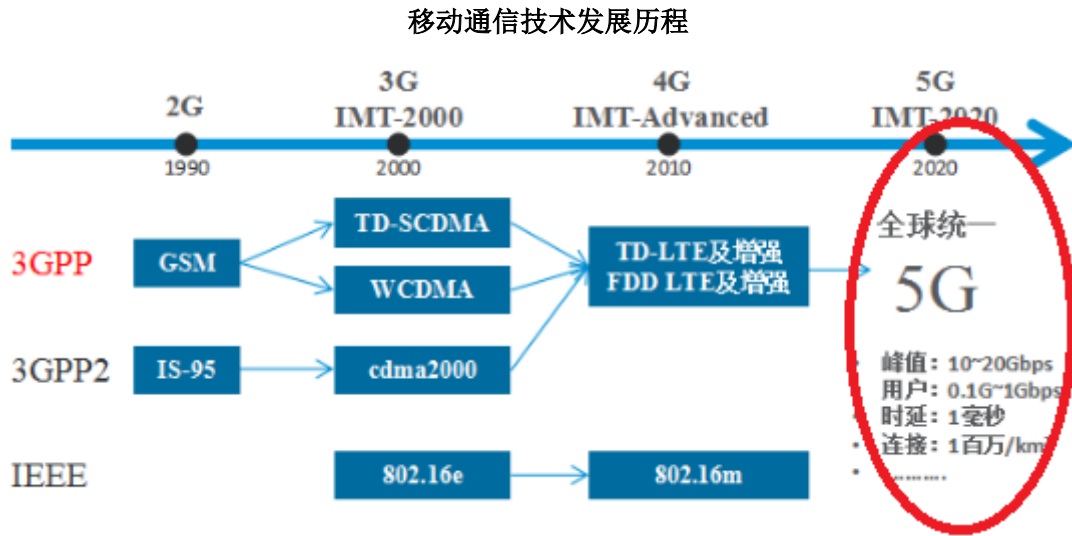 移动通信技术发展历程
2G
3G
IMT-2000
4G
IMT-Advanced
5G
IMT-2020
1990
2000
2010
2020
3GPP
GSM
TD-SCDMA
WCDMA
TD-LTE及增强
FDD LTE及增强
全球统一
5G
3GPP2
IS-95
cdma2000
IEEE
802.16e
802.16m
• 峰值：10~20Gbps
用户：0.1G~1Gbps
• 时延：1毫秒
• 连接：1百万/km²
• ………